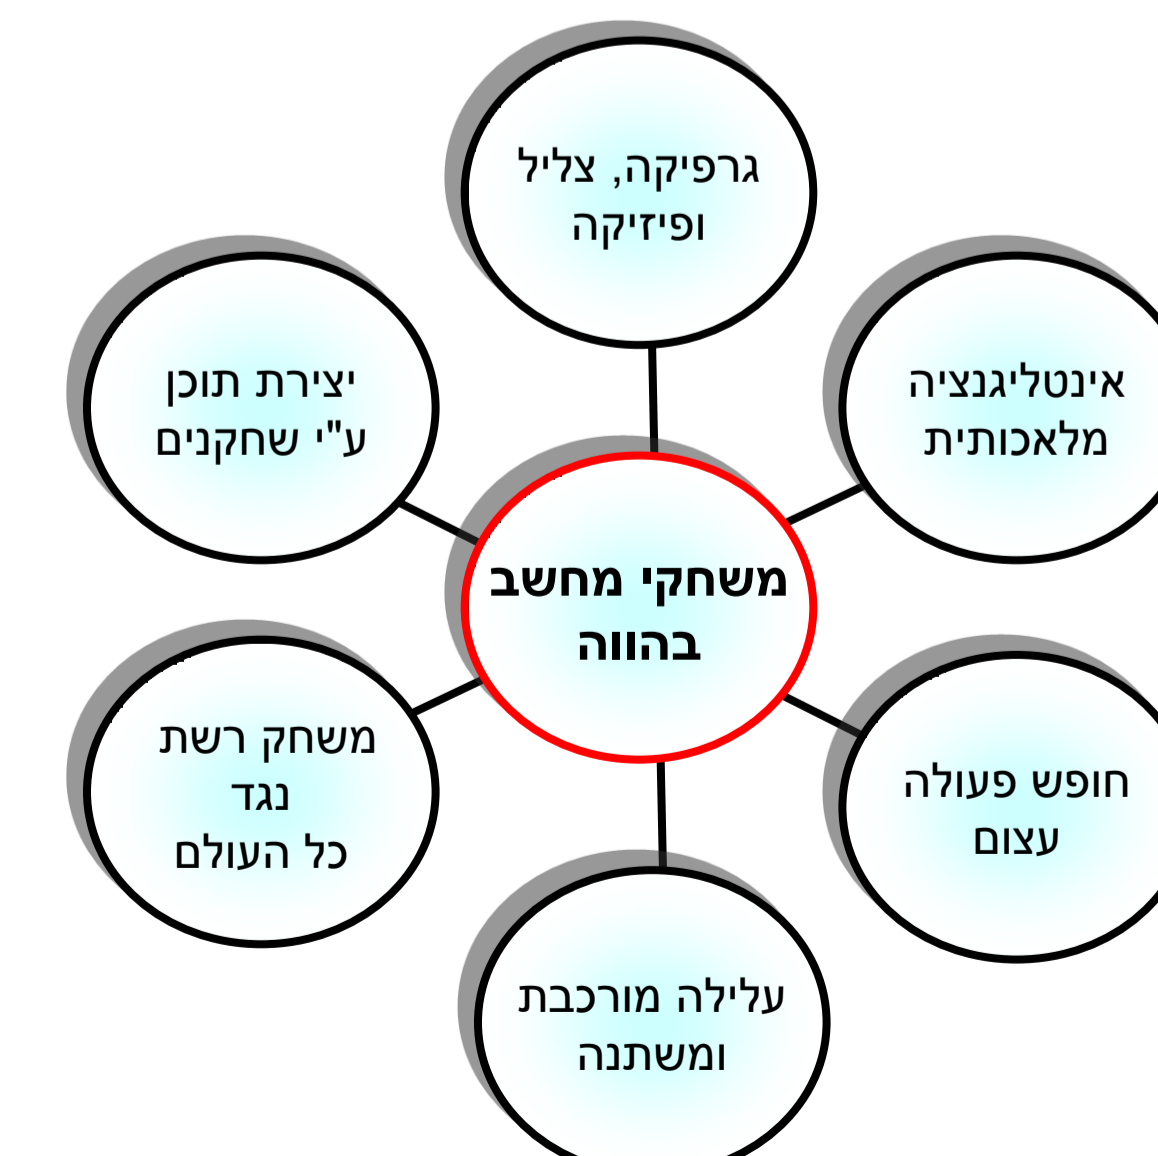 גרפיקה, צליל
ופיזיקה
אינטליגנציה
מלאכותית
יצירת תוכן
ע"י שחקנים
משחקי מחשב
בהווה
חופש פעולה
עצום
משחק רשת
נגד
כל העולם
עלילה מורכבת
ומשתנה